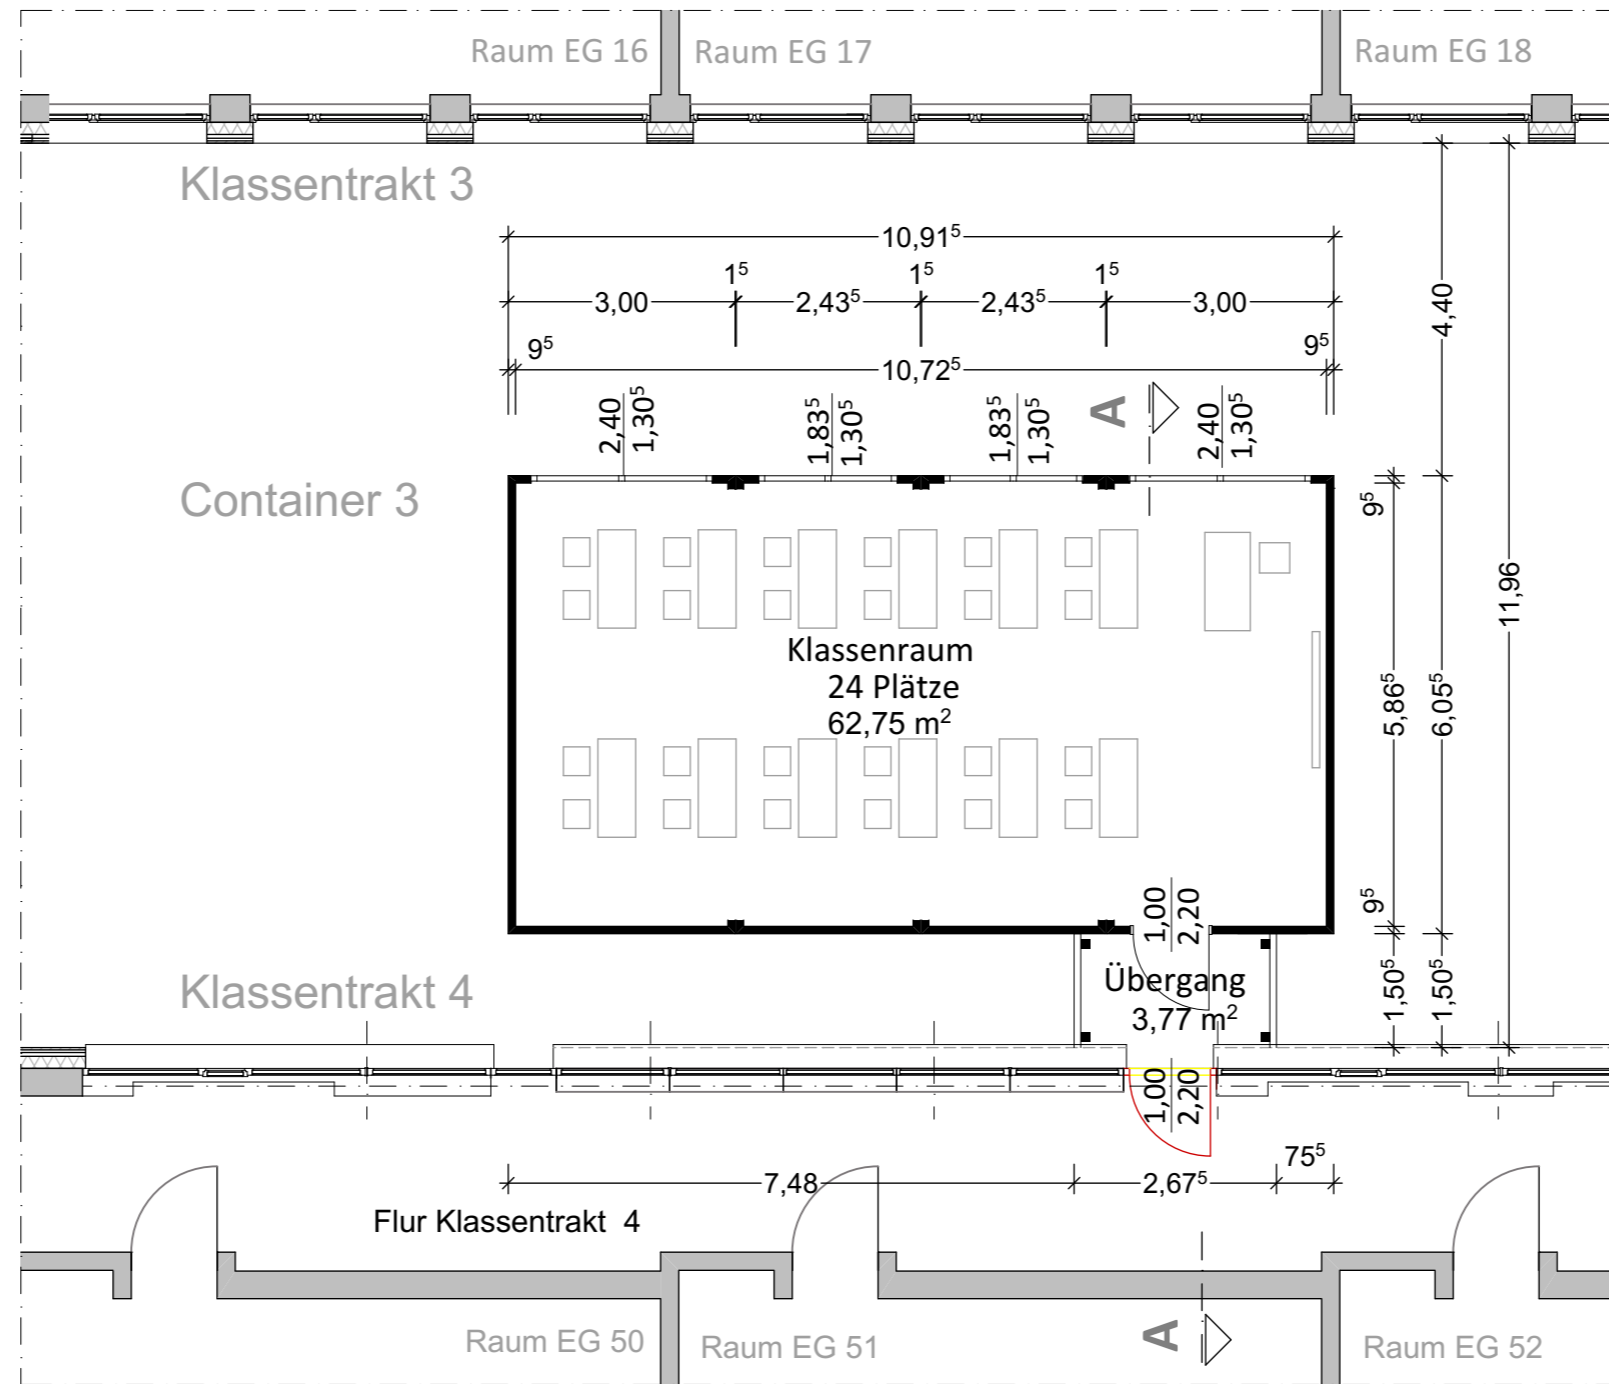 Raum EG 16
Raum EG 17
Raum EG 18
Klassentrakt 3
10,91⁵
1⁵
1⁵
1⁵
3,00
2,43⁵
2,43⁵
3,00
9⁵
9⁵
10,72⁵
4,40
2,40
1,30⁵
1,83⁵
1,30⁵
1,83⁵
1,30⁵
A
2,40
1,30⁵
Container 3
9⁵
11,96
Klassenraum
24 Plätze
62,75 m²
5,86⁵
6,05⁵
9⁵
1,00
2,20
Klassentrakt 4
Übergang
3,77 m²
1,50⁵
1,50⁵
1,00
2,20
7,48
2,67⁵
75⁵
Flur Klassentrakt 4
Raum EG 50
Raum EG 51
A
Raum EG 52